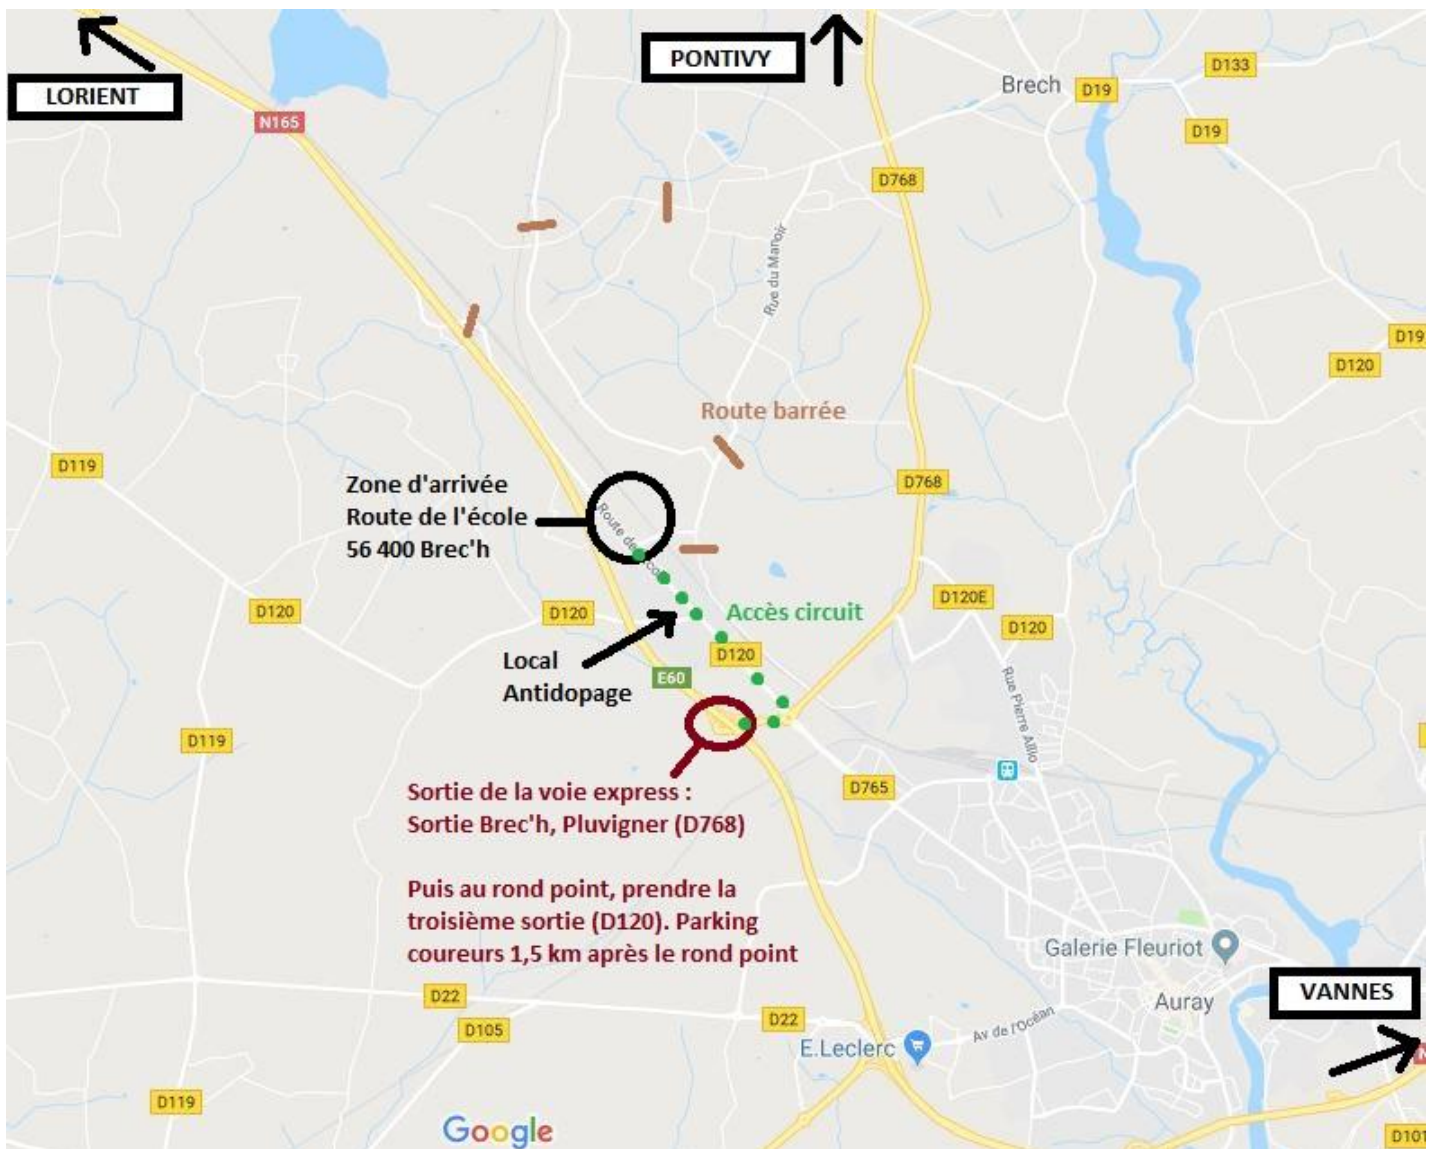 LORIENT
PONTIVY
Brech
D19
D133
D19
N165
D768
Rue du Manoir
D19
D120
Route barrée
D119
D768
Zone d'arrivée
Route de l'école
56 400 Brec'h
D120
D120
Accès circuit
D120E
D120
D120
Local
Antidopage
E60
Rue Pierre Allio
D119
D765
Sortie de la voie express :
Sortie Brec'h, Pluvigner (D768)
Puis au rond point, prendre la
troisième sortie (D120). Parking
coureurs 1,5 km après le rond point
Galerie Fleuriot
VANNES
Auray
D22
D105
D22
Av de l'Océan
E.Leclerc
D119
Google
D101